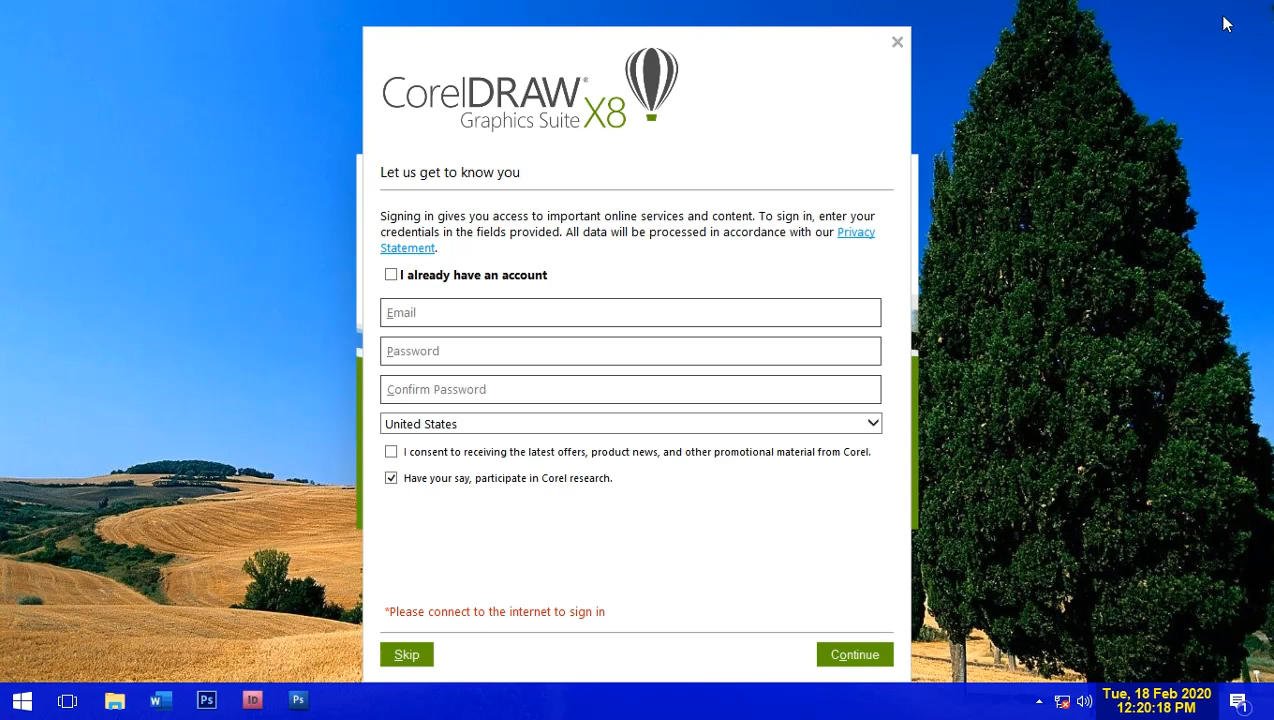 CorelDRAW®
Graphics Suite X8
Let us get to know you
Signing in gives you access to important online services and content. To sign in, enter your
credentials in the fields provided. All data will be processed in accordance with our Privacy
Statement.
I already have an account
Email
Password
Confirm Password
United States
I consent to receiving the latest offers, product news, and other promotional material from Corel.
Have your say, participate in Corel research.
*Please connect to the internet to sign in
Skip
Continue
W
Ps
ID
Ps
Tue, 18 Feb 2020
12:20:18 PM
1